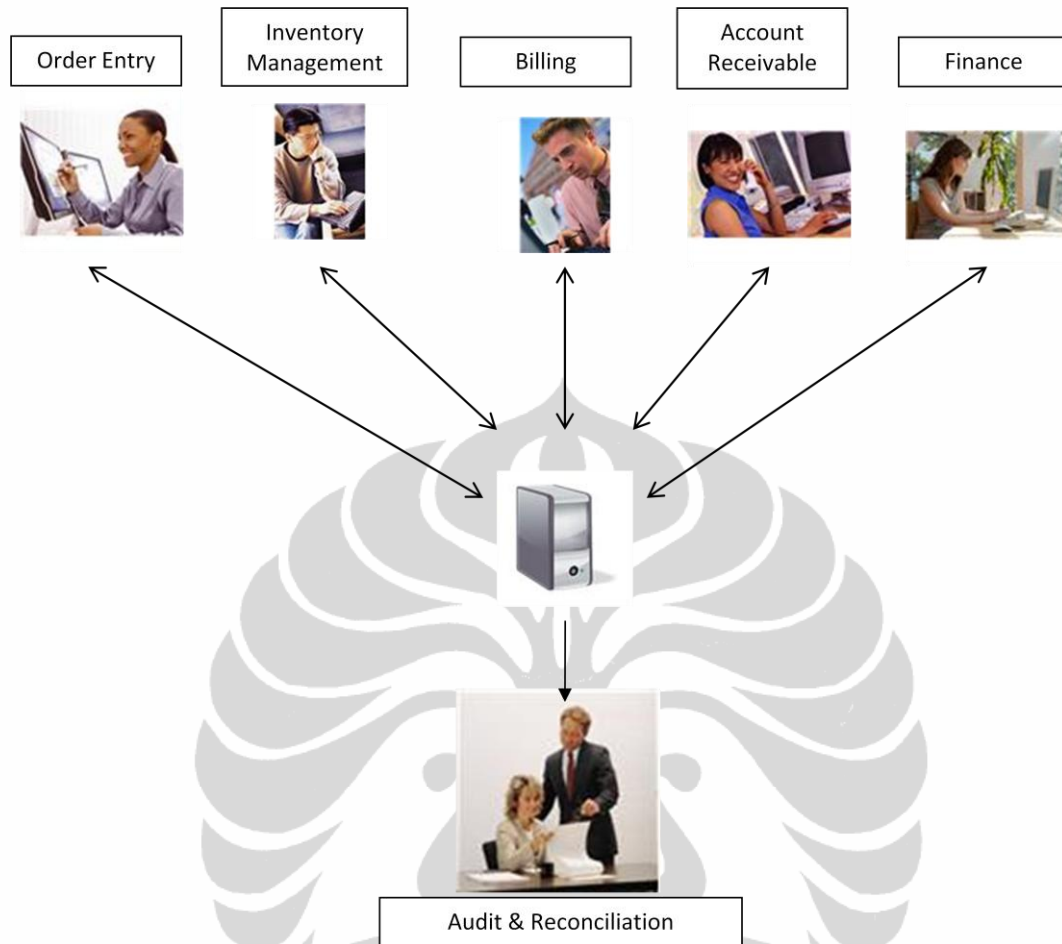 Order Entry
Inventory
Management
Billing
Account
Receivable
Finance
Audit & Reconciliation